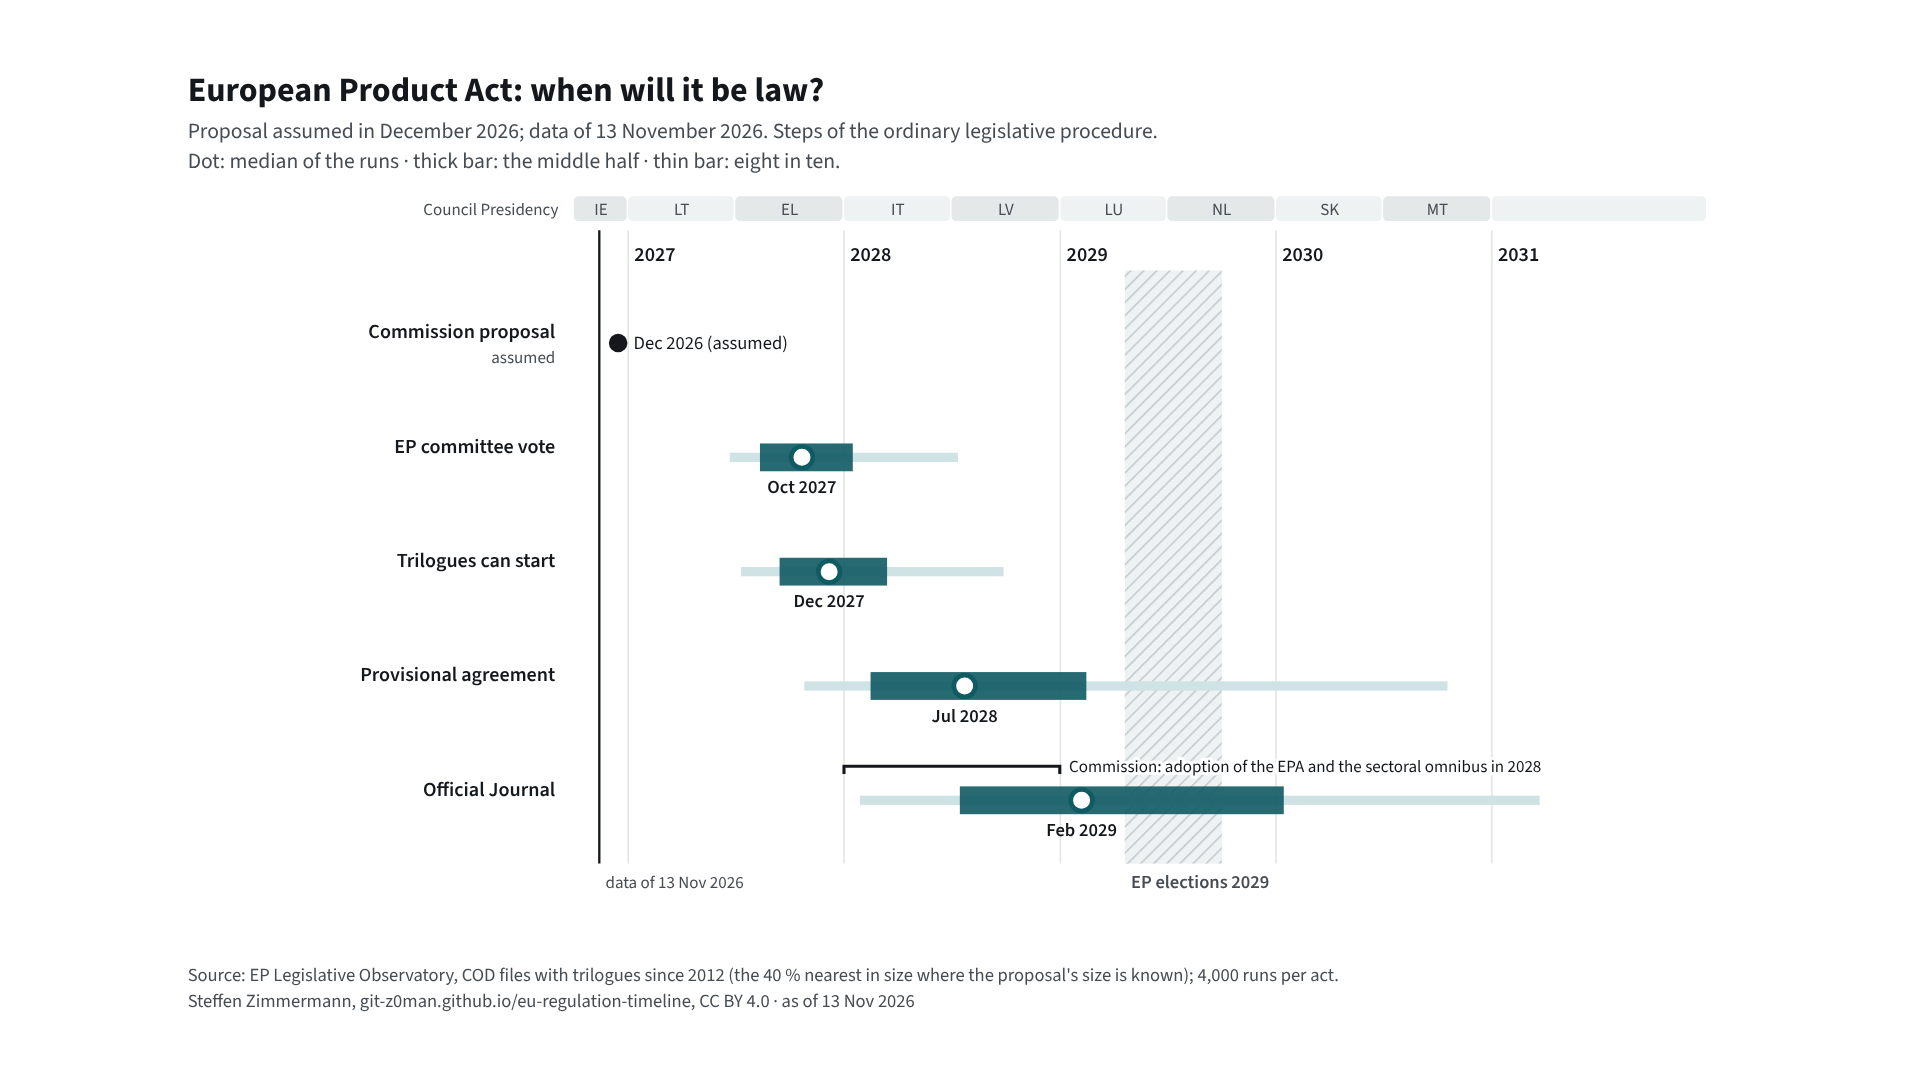 European Product Act: when will it be law?
Proposal assumed in December 2026; data of 13 November 2026. Steps of the ordinary legislative procedure.
Dot: median of the runs · thick bar: the middle half · thin bar: eight in ten.
Council Presidency IE LT EL IT LV LU NL SK MT
2027 2028 2029 2030 2031
Commission proposal
assumed
Dec 2026 (assumed)
EP committee vote
Oct 2027
Trilogues can start
Dec 2027
Provisional agreement
Jul 2028
Commission: adoption of the EPA and the sectoral omnibus in 2028
Official Journal
Feb 2029
data of 13 Nov 2026
EP elections 2029
Source: EP Legislative Observatory, COD files with trilogues since 2012 (the 40 % nearest in size where the proposal's size is known); 4,000 runs per act.
Steffen Zimmermann, git-z0man.github.io/eu-regulation-timeline, CC BY 4.0 · as of 13 Nov 2026